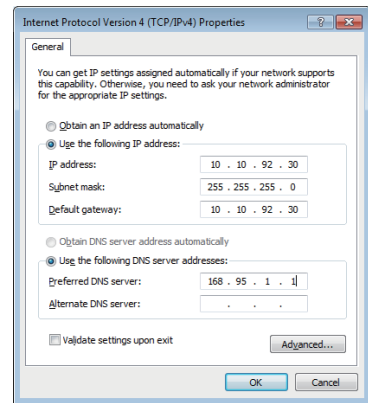 Internet Protocol Version 4 (TCP/IPv4) Properties
General
You can get IP settings assigned automatically if your network supports
this capability. Otherwise, you need to ask your network administrator
for the appropriate IP settings.
Obtain an IP address automatically
Use the following IP address:
IP address: 10 . 10 . 92 . 30
Subnet mask: 255 . 255 . 255 . 0
Default gateway: 10 . 10 . 92 . 30
Obtain DNS server address automatically
Use the following DNS server addresses:
Preferred DNS server: 168 . 95 . 1 . 1
Alternate DNS server: . . .
Validate settings upon exit
Advanced...
OK Cancel